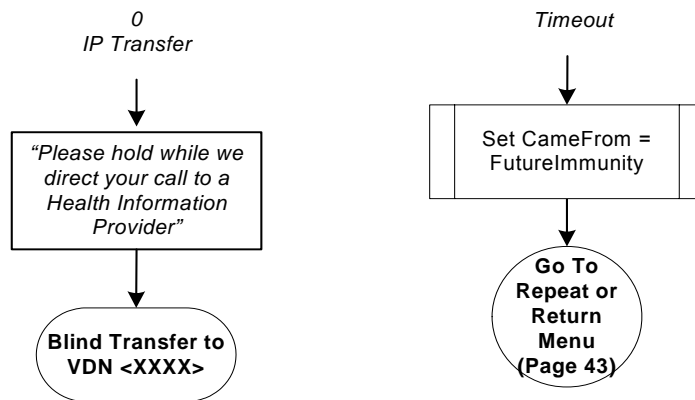 0
IP Transfer
“Please hold while we
direct your call to a
Health Information
Provider”
Blind Transfer to
VDN <XXXX>
Timeout
Set CameFrom =
FutureImmunity
Go To
Repeat or
Return
Menu
(Page 43)